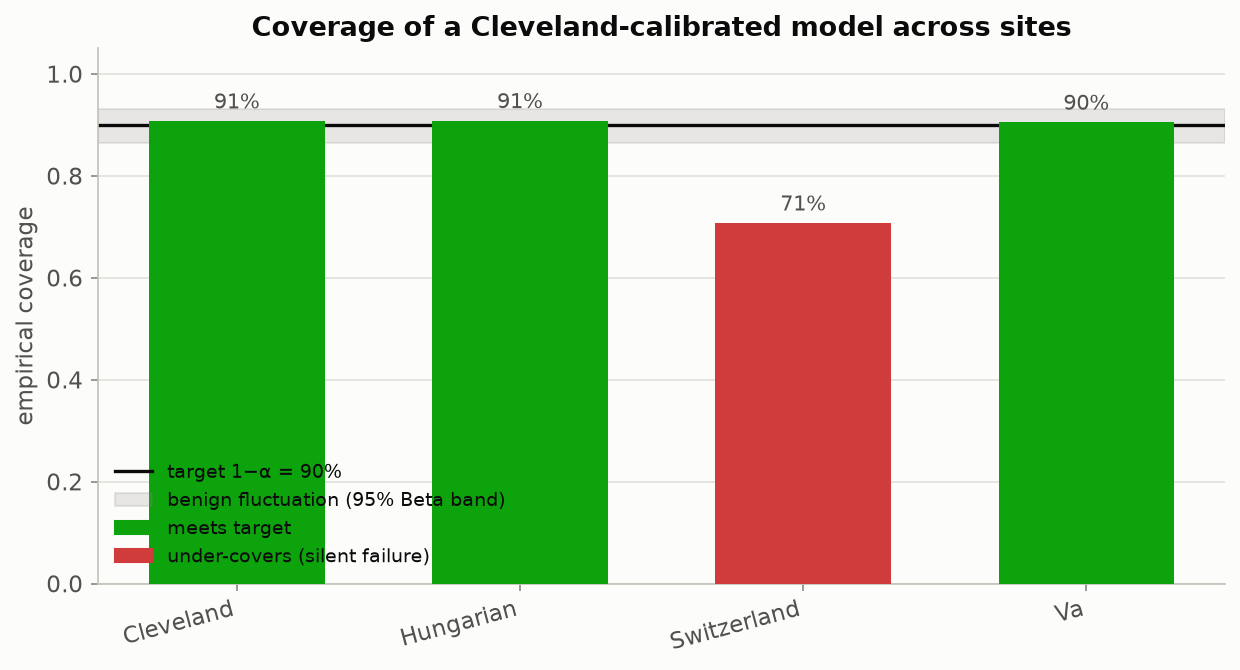 Coverage of a Cleveland-calibrated model across sites
1.0
0.8
0.6
0.4
0.2
0.0
empirical coverage
91%
91%
71%
90%
target 1−α = 90%
benign fluctuation (95% Beta band)
meets target
under-covers (silent failure)
Cleveland
Hungarian
Switzerland
Va